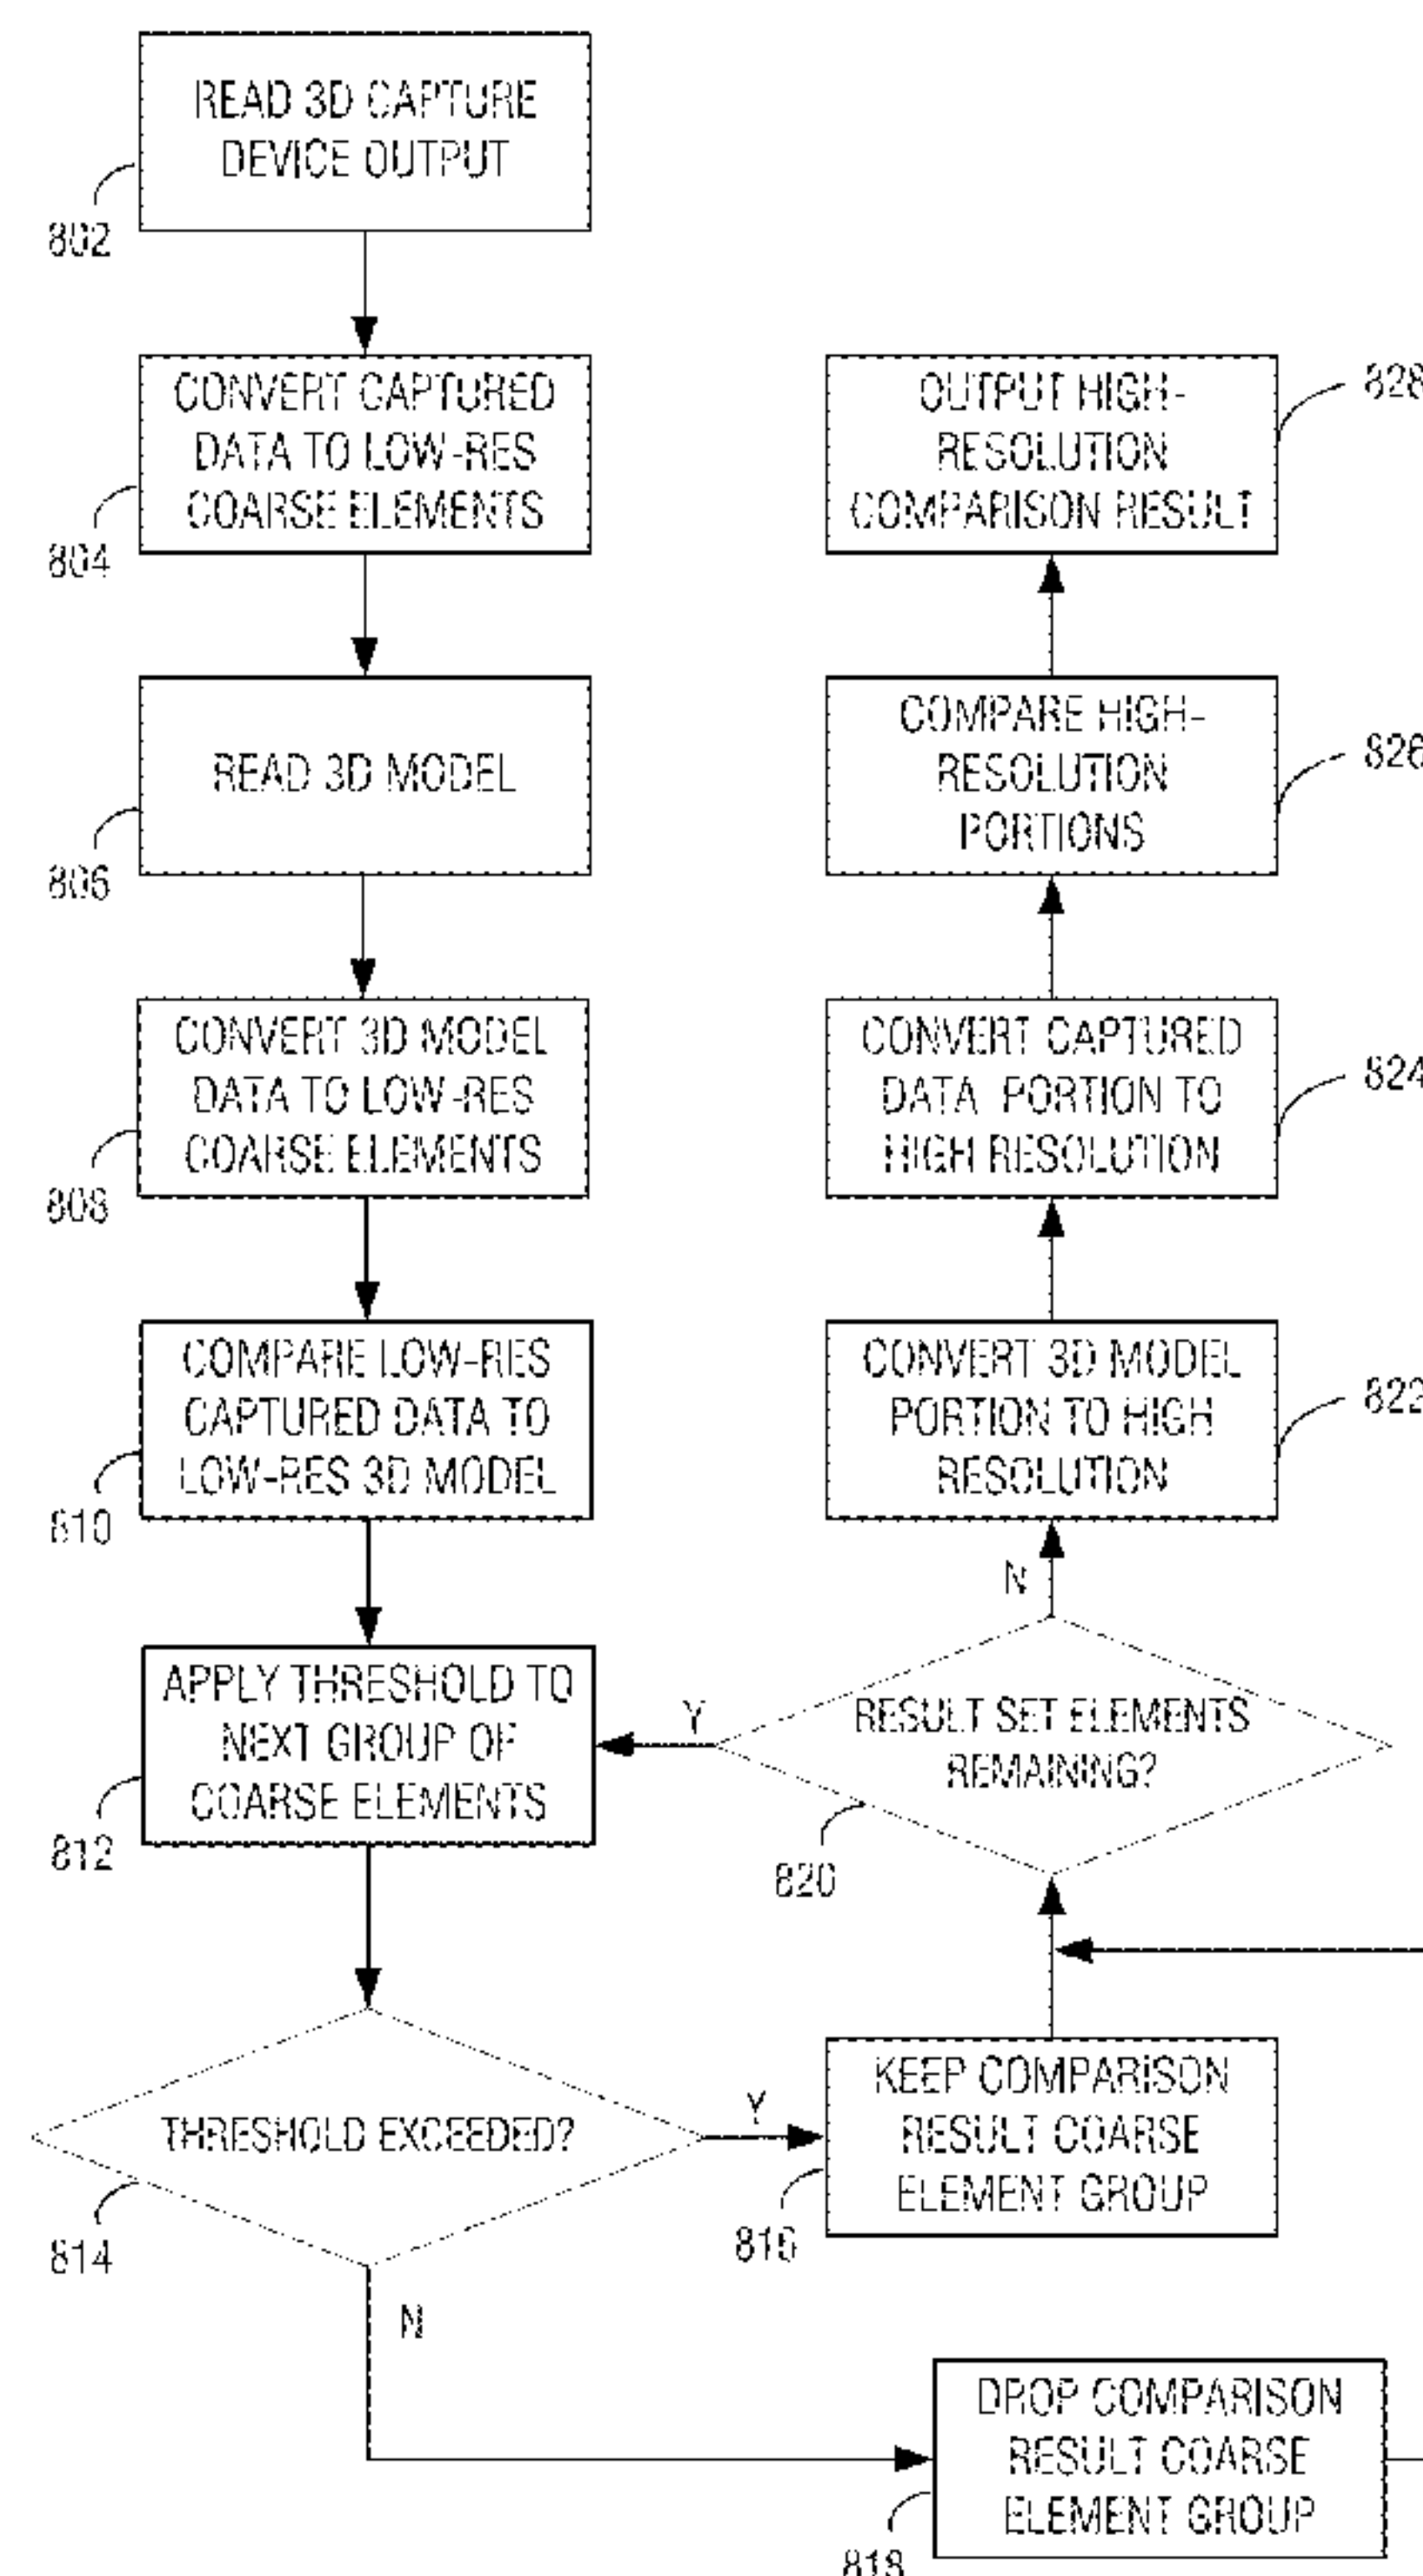 READ 3D CAPTURE
DEVICE OUTPUT
802
CONVERT CAPTURED
DATA TO LOW-RES
COARSE ELEMENTS
804
READ 3D MODEL
806
CONVERT 3D MODEL
DATA TO LOW-RES
COARSE ELEMENTS
808
COMPARE LOW-RES
CAPTURED DATA TO
LOW-RES 3D MODEL
810
APPLY THRESHOLD TO
NEXT GROUP OF
COARSE ELEMENTS
812
THRESHOLD EXCEEDED?
814
Y
N
KEEP COMPARISON
RESULT COARSE
ELEMENT GROUP
816
DROP COMPARISON
RESULT COARSE
ELEMENT GROUP
818
RESULT SET ELEMENTS
REMAINING?
820
Y
N
CONVERT 3D MODEL
PORTION TO HIGH
RESOLUTION
822
CONVERT CAPTURED
DATA PORTION TO
HIGH RESOLUTION
824
COMPARE HIGH-
RESOLUTION
PORTIONS
826
OUTPUT HIGH-
RESOLUTION
COMPARISON RESULT
828